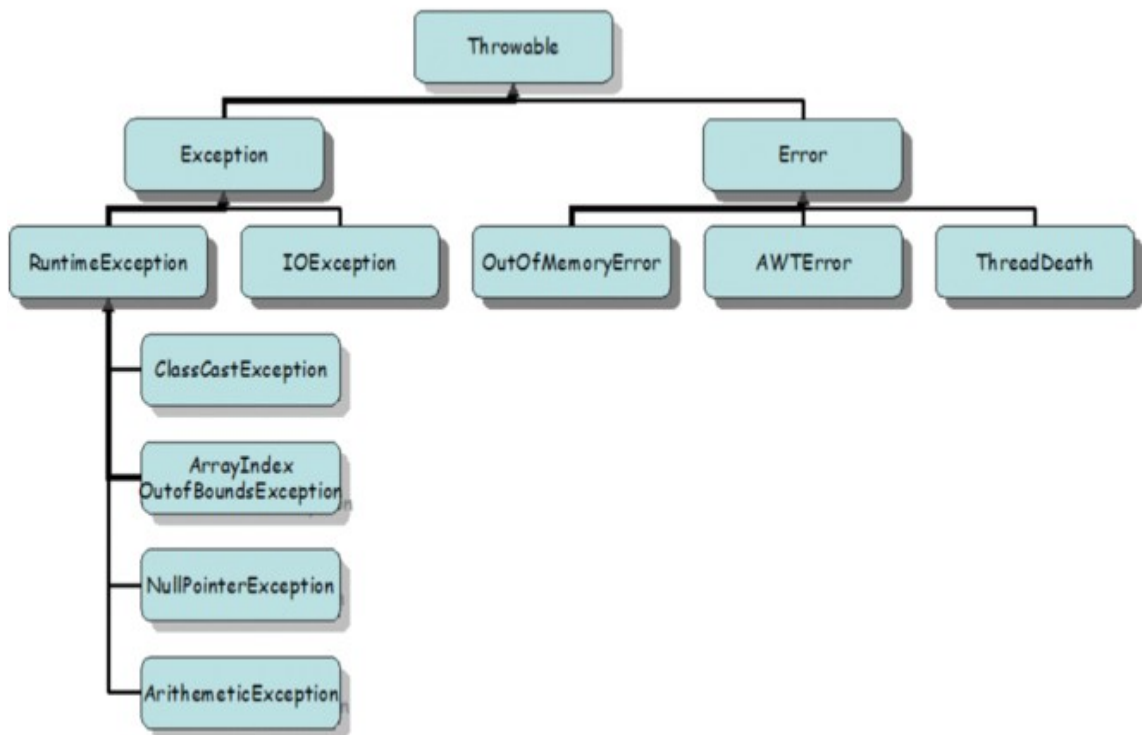 Throwable
Exception
Error
RuntimeException
IOException
OutOfMemoryError
AWTError
ThreadDeath
ClassCastException
ArrayIndex
OutofBoundsException
NullPointerException
ArithemeticException